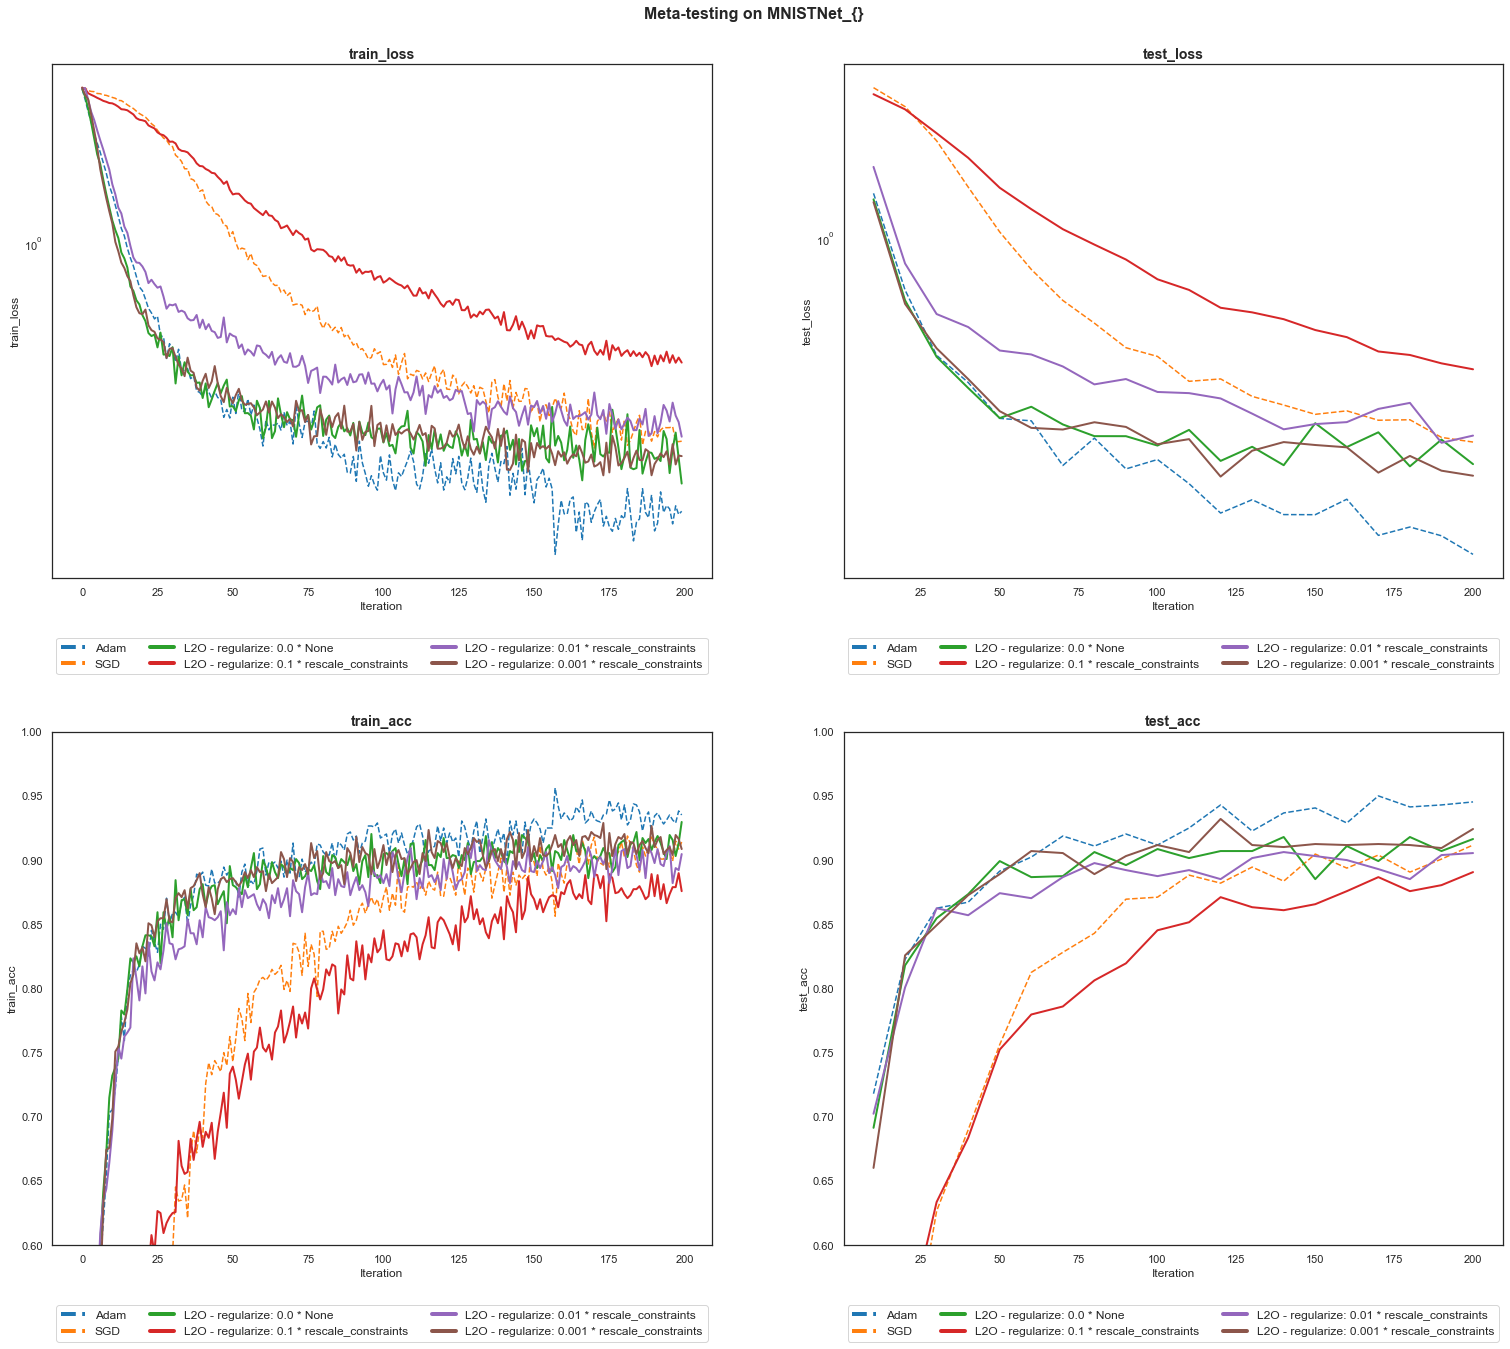 Meta-testing on MNISTNet_{}
train_loss
train_loss
10^0
0 25 50 75 100 125 150 175 200
Iteration
Adam L2O - regularize: 0.0 * None L2O - regularize: 0.01 * rescale_constraints
SGD L2O - regularize: 0.1 * rescale_constraints L2O - regularize: 0.001 * rescale_constraints
test_loss
test_loss
10^0
25 50 75 100 125 150 175 200
Iteration
Adam L2O - regularize: 0.0 * None L2O - regularize: 0.01 * rescale_constraints
SGD L2O - regularize: 0.1 * rescale_constraints L2O - regularize: 0.001 * rescale_constraints
train_acc
train_acc
1.00
0.95
0.90
0.85
0.80
0.75
0.70
0.65
0.60
0 25 50 75 100 125 150 175 200
Iteration
Adam L2O - regularize: 0.0 * None L2O - regularize: 0.01 * rescale_constraints
SGD L2O - regularize: 0.1 * rescale_constraints L2O - regularize: 0.001 * rescale_constraints
test_acc
test_acc
1.00
0.95
0.90
0.85
0.80
0.75
0.70
0.65
0.60
25 50 75 100 125 150 175 200
Iteration
Adam L2O - regularize: 0.0 * None L2O - regularize: 0.01 * rescale_constraints
SGD L2O - regularize: 0.1 * rescale_constraints L2O - regularize: 0.001 * rescale_constraints